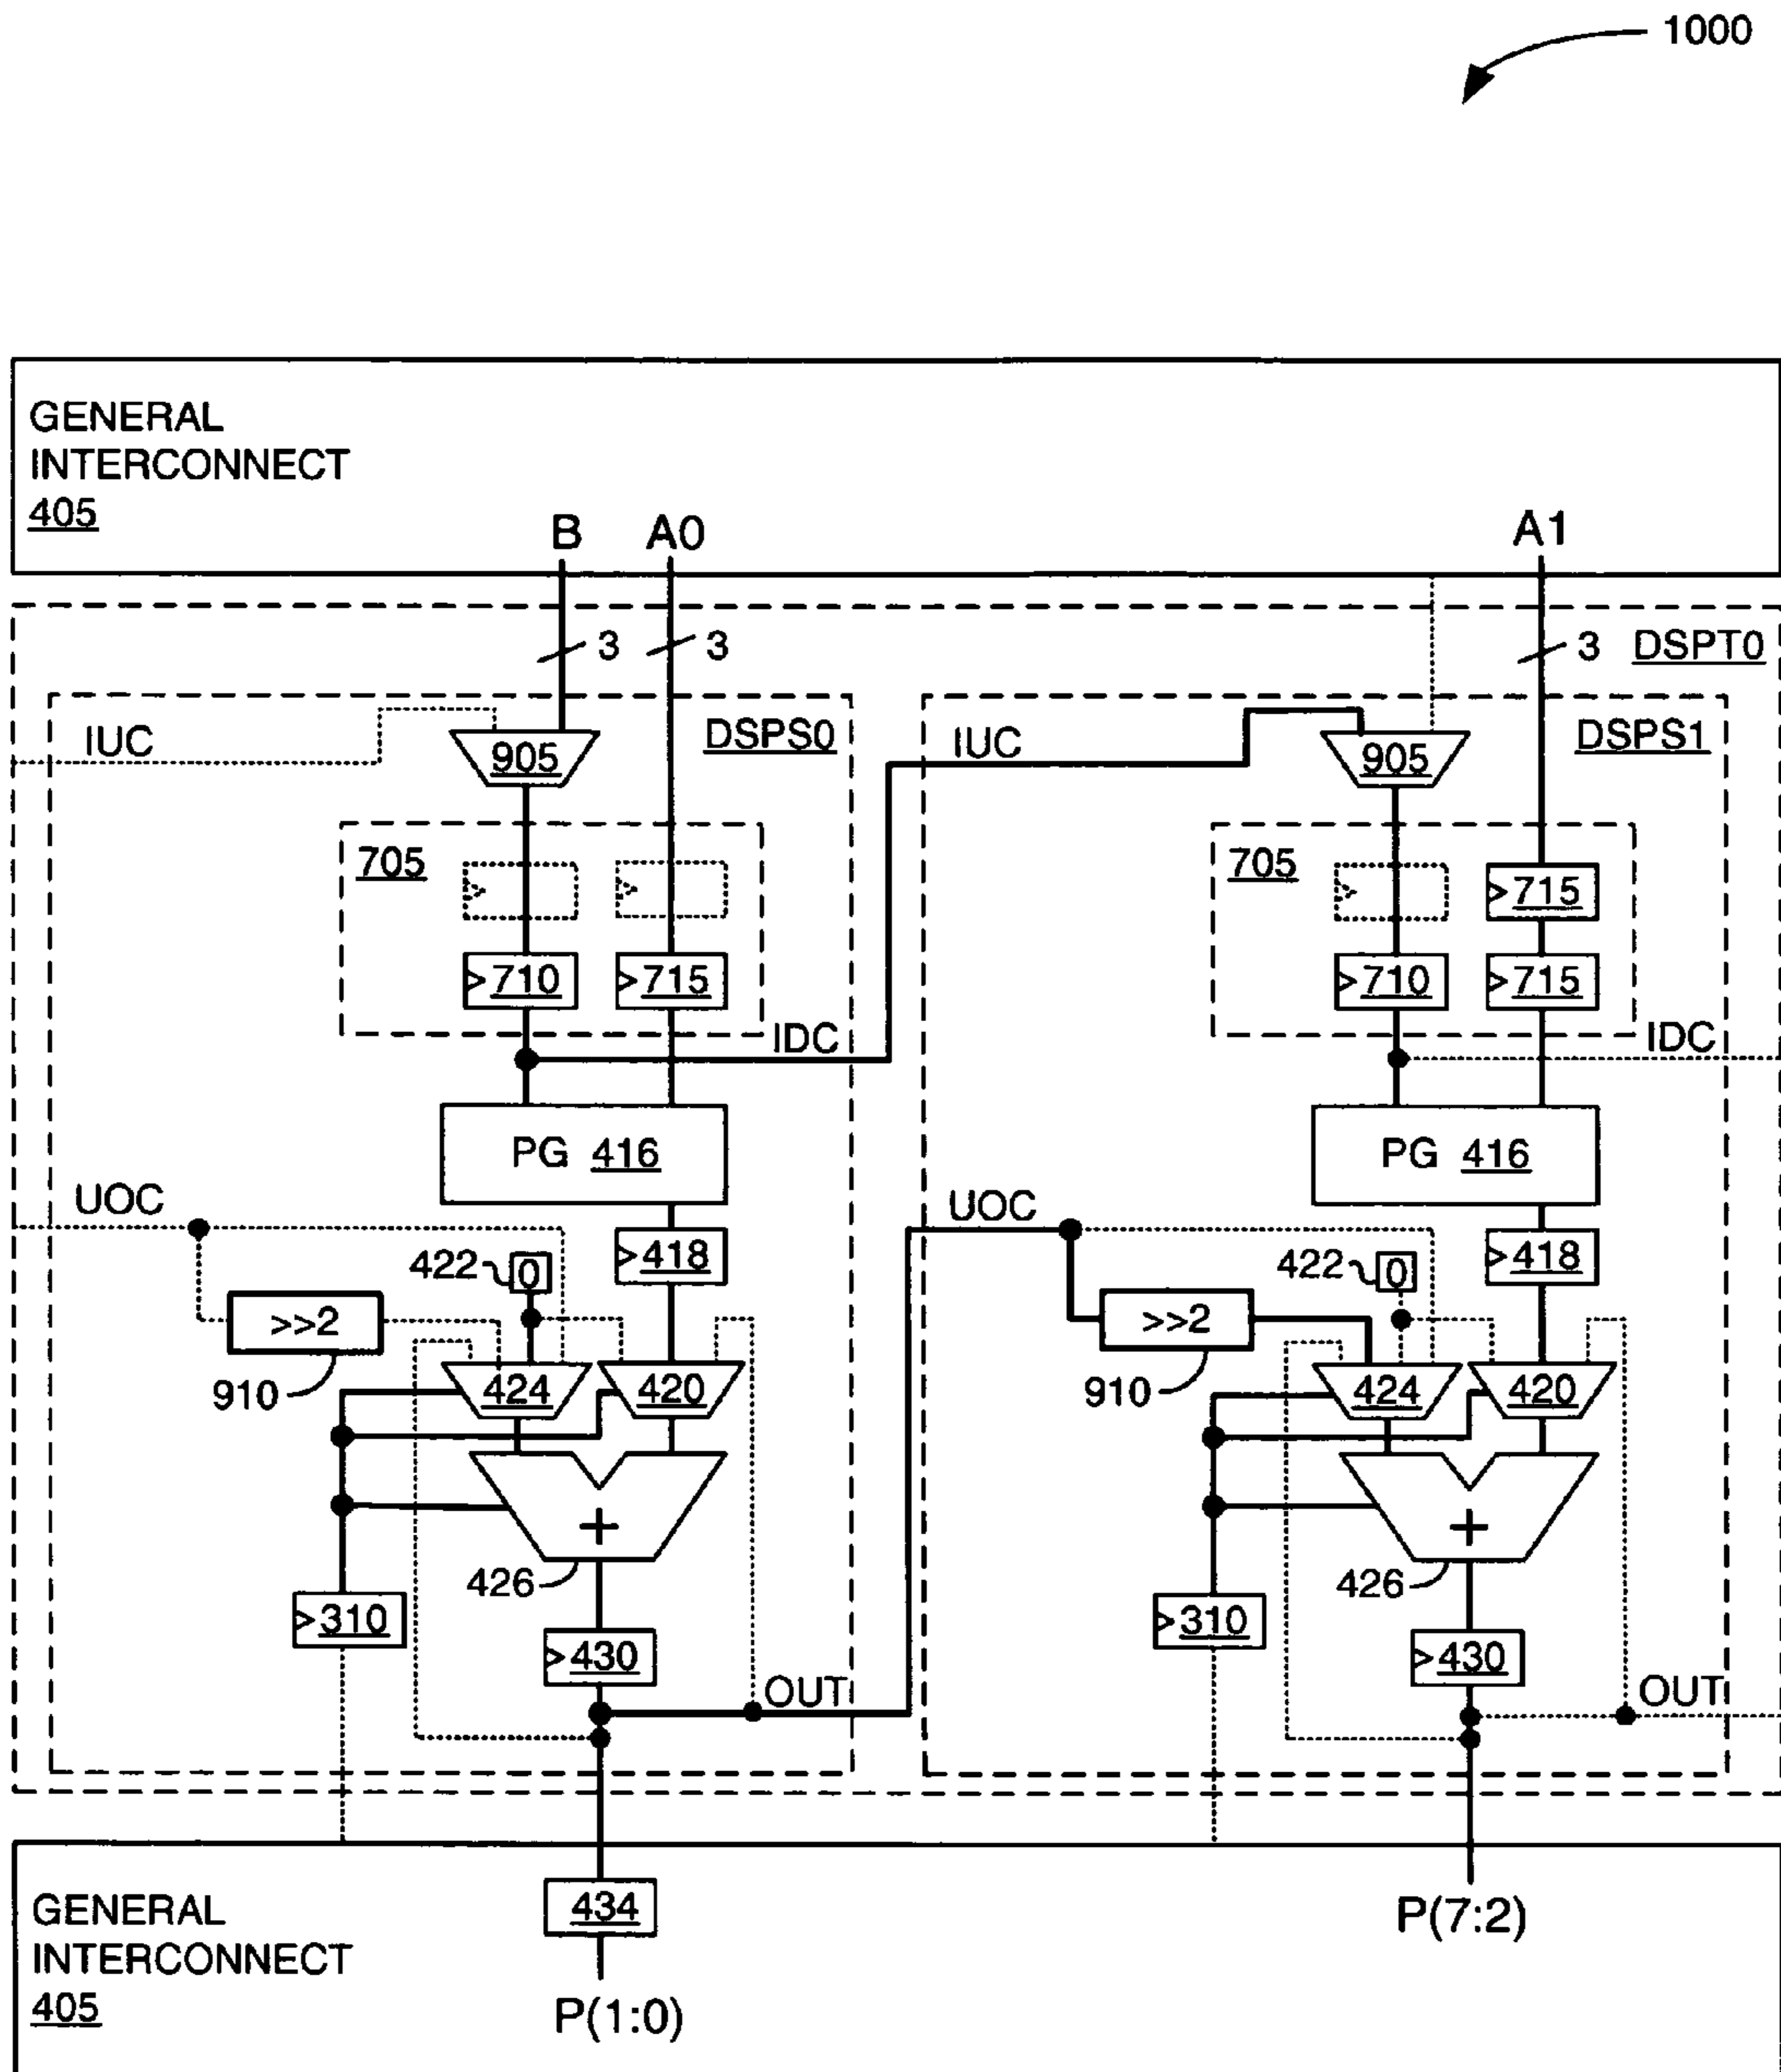 1000
GENERAL
INTERCONNECT
405
B
A0
A1
3
3
3
DSPT0
IUC
DSPS0
IUC
DSPS1
905
905
705
705
715
710
715
710
715
IDC
IDC
PG 416
PG 416
UOC
UOC
418
418
422
0
422
0
>>2
>>2
910
424
420
910
424
420
+
+
426
426
310
310
430
430
OUT
OUT
434
GENERAL
INTERCONNECT
405
P(1:0)
P(7:2)